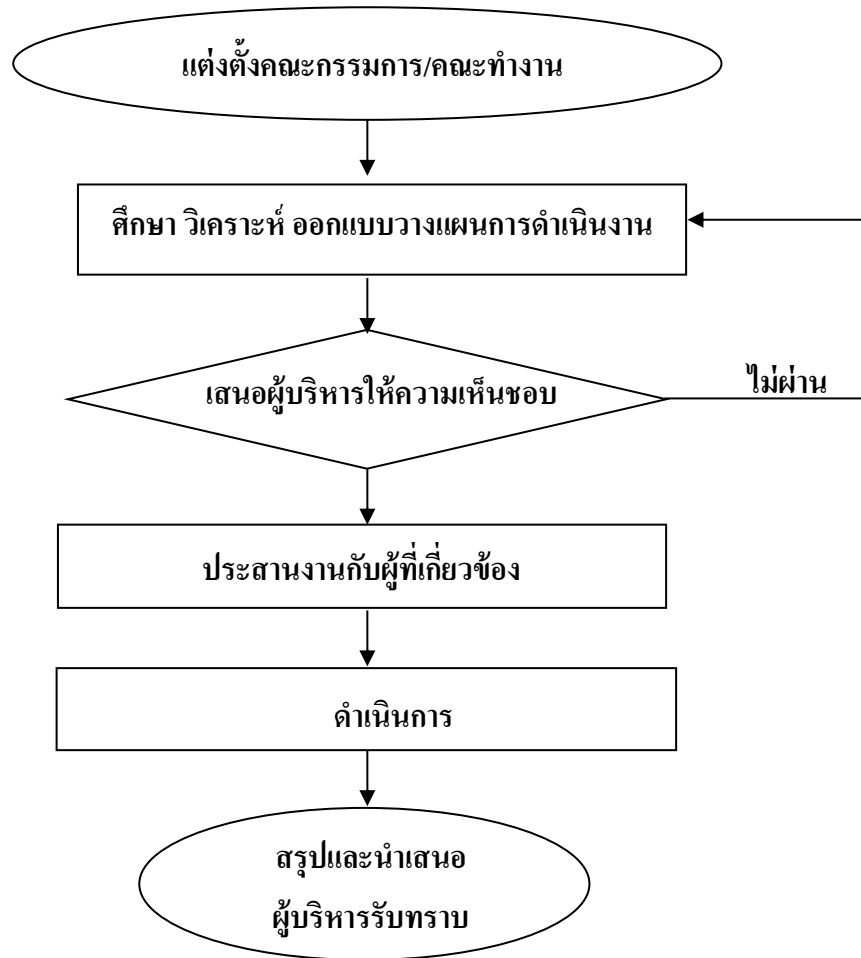 แต่งตั้งคณะกรรมการ/คณะทำงาน
ศึกษา วิเคราะห์ ออกแบบวางแผนการดำเนินงาน
เสนอผู้บริหารให้ความเห็นชอบ
ไม่ผ่าน
ประสานงานกับผู้ที่เกี่ยวข้อง
ดำเนินการ
สรุปและนำเสนอ
ผู้บริหารรับทราบ